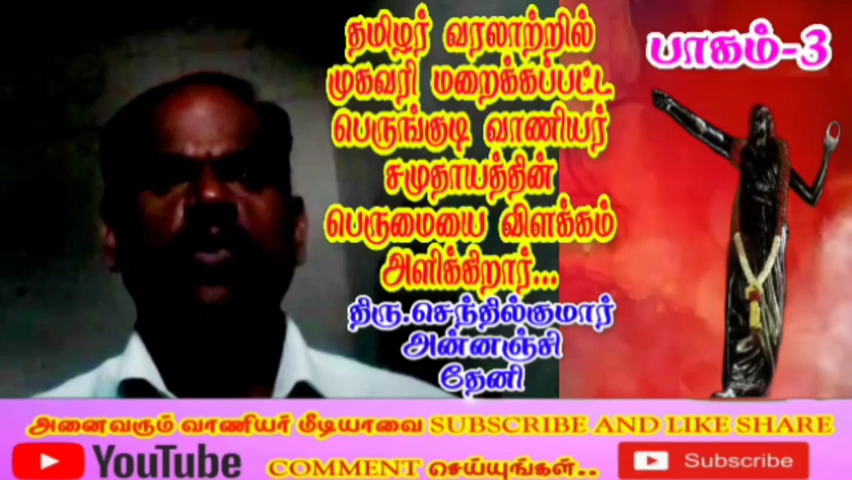 தமிழர் வரலாற்றில்
முகவரி மறைக்கப்பட்ட
பெருங்குடி வாணியர்
சமுதாயத்தின்
பெருமையை விளக்கம்
அளிக்கிறார்...
திரு.செந்தில்குமார்
அன்னஞ்சி
தேனி
பாகம்-3
அனைவரும் வாணியர் மீடியாவை SUBSCRIBE AND LIKE SHARE
YouTube COMMENT செய்யுங்கள்.. Subscribe